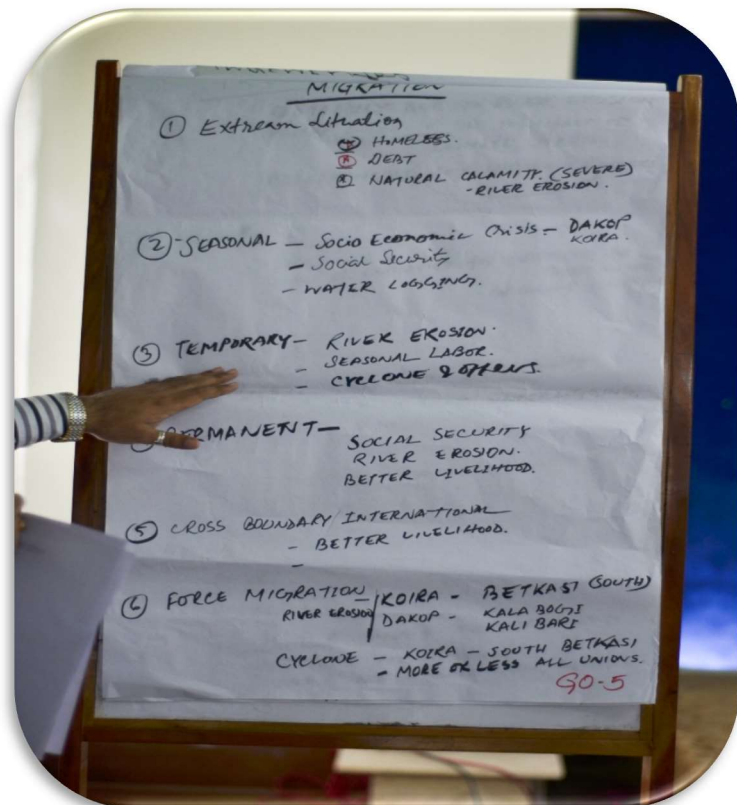 MIGRATION
① Extream Situation
HOMELESS.
DEBT
NATURAL CALAMITY. (SEVERE)
- RIVER EROSION.
② SEASONAL - Socio Economic Crisis - DAKOP
KOIRA.
- Social Security
- WATER LOGGING.
③ TEMPORARY - RIVER EROSION.
- SEASONAL LABOR.
- CYCLONE & others.
PERMANENT - SOCIAL SECURITY
RIVER EROSION.
BETTER LIVELIHOOD.
⑤ CROSS BOUNDARY/INTERNATIONAL
- BETTER LIVELIHOOD.
-
⑥ FORCE MIGRATION / KOIRA - BETKASI (SOUTH)
RIVER EROSION / DAKOP - KALA BOGI
KALI BARI
CYCLONE - KOIRA - SOUTH BETKASI
- MORE OR LESS ALL UNIONS.
GO-5